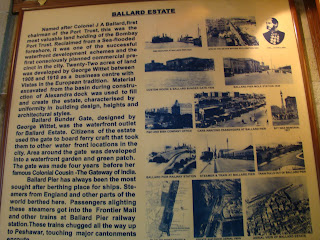 BALLARD ESTATE
Named after Colonel J A Ballard,first
chairman of the Port Trust, this was the
most valuable land holding of the Bombay
Port Trust. Reclaimed from a sea-flooded
foreshore, it was one of the successful
waterfront development schemes and the
first consciously planned commercial pre-
cinct in the city. Twenty-Two acres of land
was developed by George Wittet between
1908 and 1918 as a business centre with
Vistas in the European tradition. Material
excavated from the basin during construc-
tion of Alexandra dock was used to fill
and create the estate, characterised by
uniformity in building design, heights and
architectural styles.
Ballard Bunder Gate, designed by
George Wittet, was the waterfront outlet
for Ballard Estate. Citizens of the estate
used the gate to board ferry craft that took
them to other water front locations in the
city. Area around the gate was developed
into a waterfront garden and green patch.
The gate was made four years before her
famous Colonial Cousin -The Gateway of India.
Ballard Pier has always been the most
sought after berthing place for ships. Ste-
amers from England and other parts of the
world berthed here. Passengers alighting
these steamers got into the Frontier Mail
and other trains at Ballard Pier railway
station.These trains chugged all the way up
to Peshawar, touching major cantonments